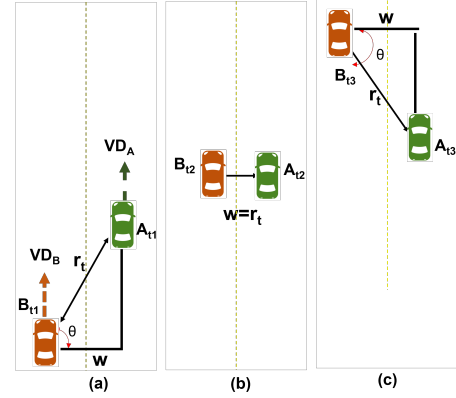 VD_A
A_t1
VD_B
r_t
B_t1
θ
w
(a)
B_t2
A_t2
w=r_t
(b)
w
θ
B_t3
r_t
A_t3
(c)